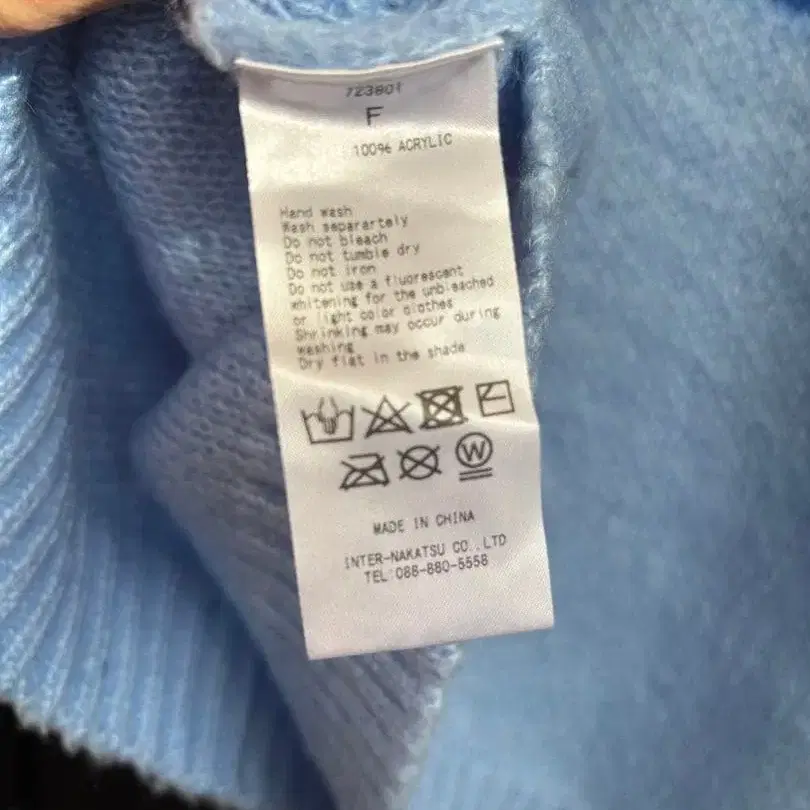 723801
F
100% ACRYLIC
Hand wash
Wash separartely
Do not bleach
Do not tumble dry
Do not iron
Do not use a fluorescent
whitening for the unbleached
or light color clothes
Shrinking may occur during
washing
Dry flat in the shade
W
MADE IN CHINA
INTER-NAKATSU CO.,LTD
TEL:088-880-5558